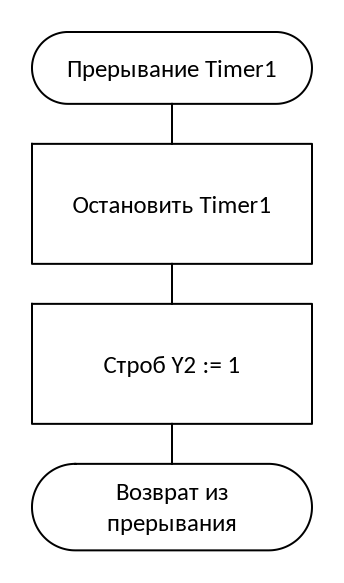 Прерывание Timer1
Остановить Timer1
Строб Y2 := 1
Возврат из
прерывания